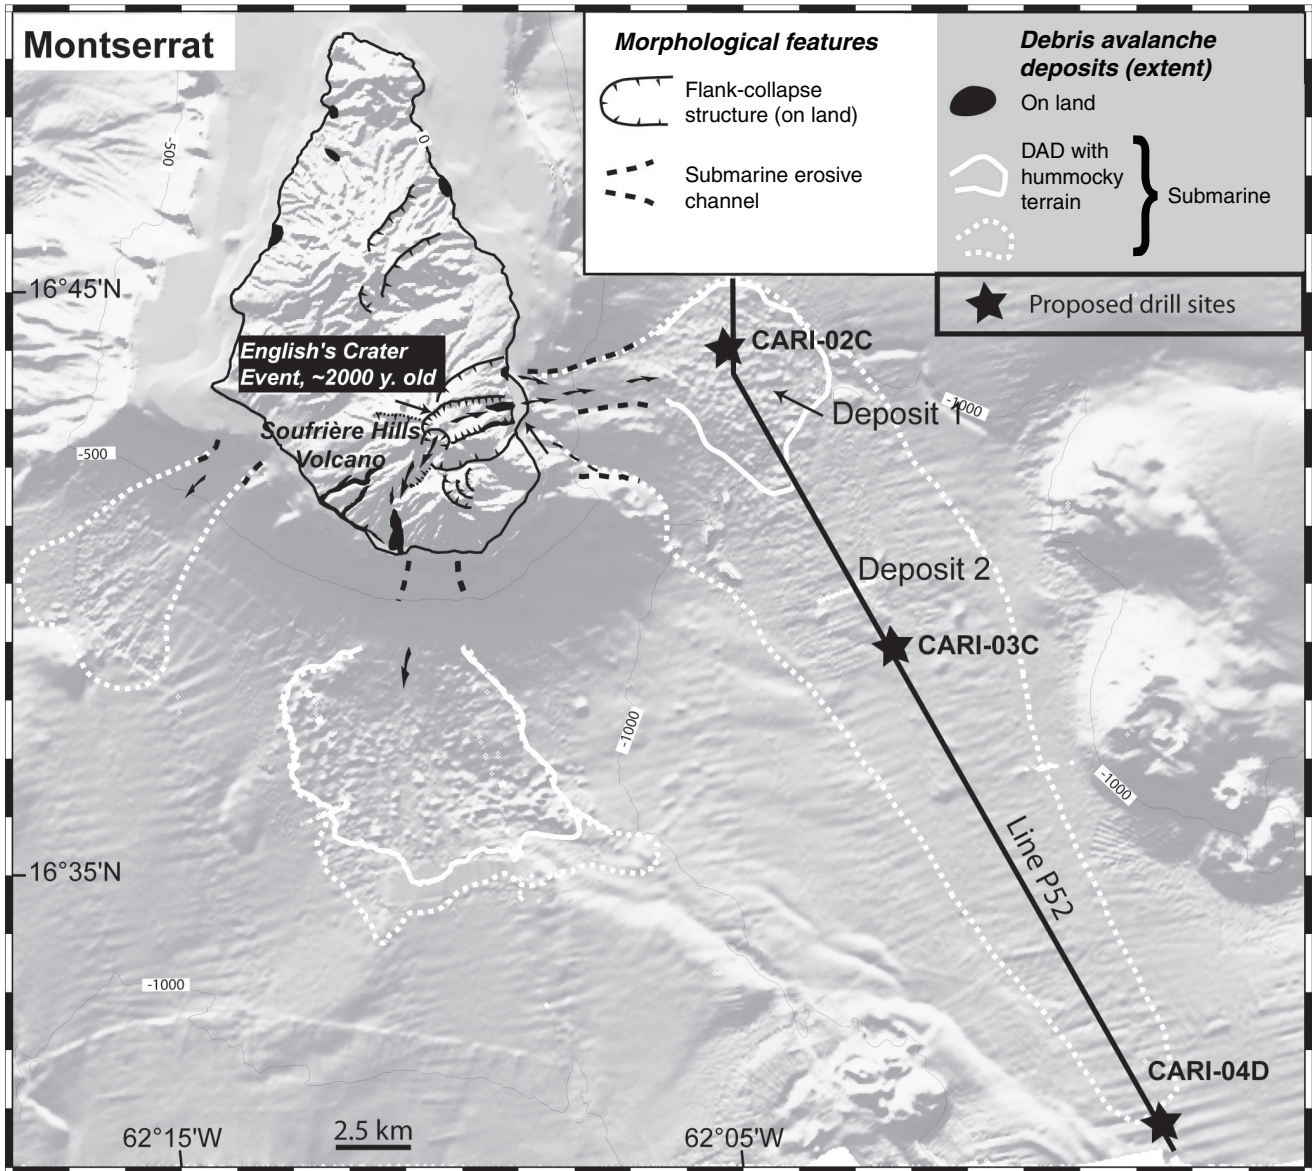 Montserrat
Morphological features
Flank-collapse
structure (on land)
Submarine erosive
channel
Debris avalanche
deposits (extent)
On land
DAD with
hummocky
terrain
Submarine
Proposed drill sites
-500
0
16°45'N
English's Crater
Event, ~2000 y. old
Soufrière Hills
Volcano
-500
CARI-02C
-1000
Deposit 1
Deposit 2
CARI-03C
-1000
-1000
Line P52
16°35'N
-1000
CARI-04D
62°15'W
2.5 km
62°05'W